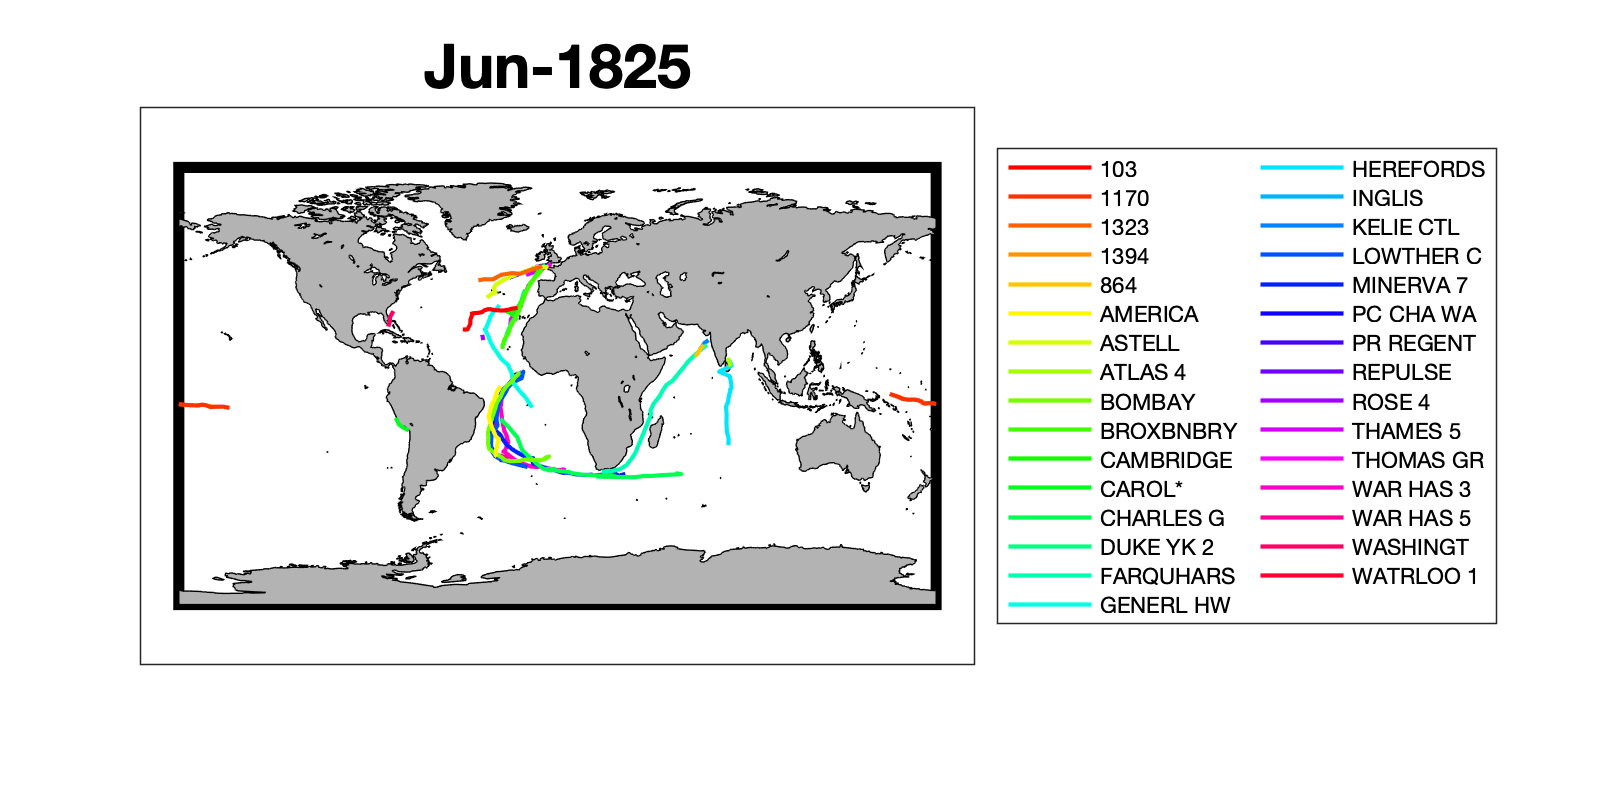 Jun-1825
103
1170
1323
1394
864
AMERICA
ASTELL
ATLAS 4
BOMBAY
BROXBNBRY
CAMBRIDGE
CAROL*
CHARLES G
DUKE YK 2
FARQUHARS
GENERL HW
HEREFORDS
INGLIS
KELIE CTL
LOWTHER C
MINERVA 7
PC CHA WA
PR REGENT
REPULSE
ROSE 4
THAMES 5
THOMAS GR
WAR HAS 3
WAR HAS 5
WASHINGT
WATRLOO 1